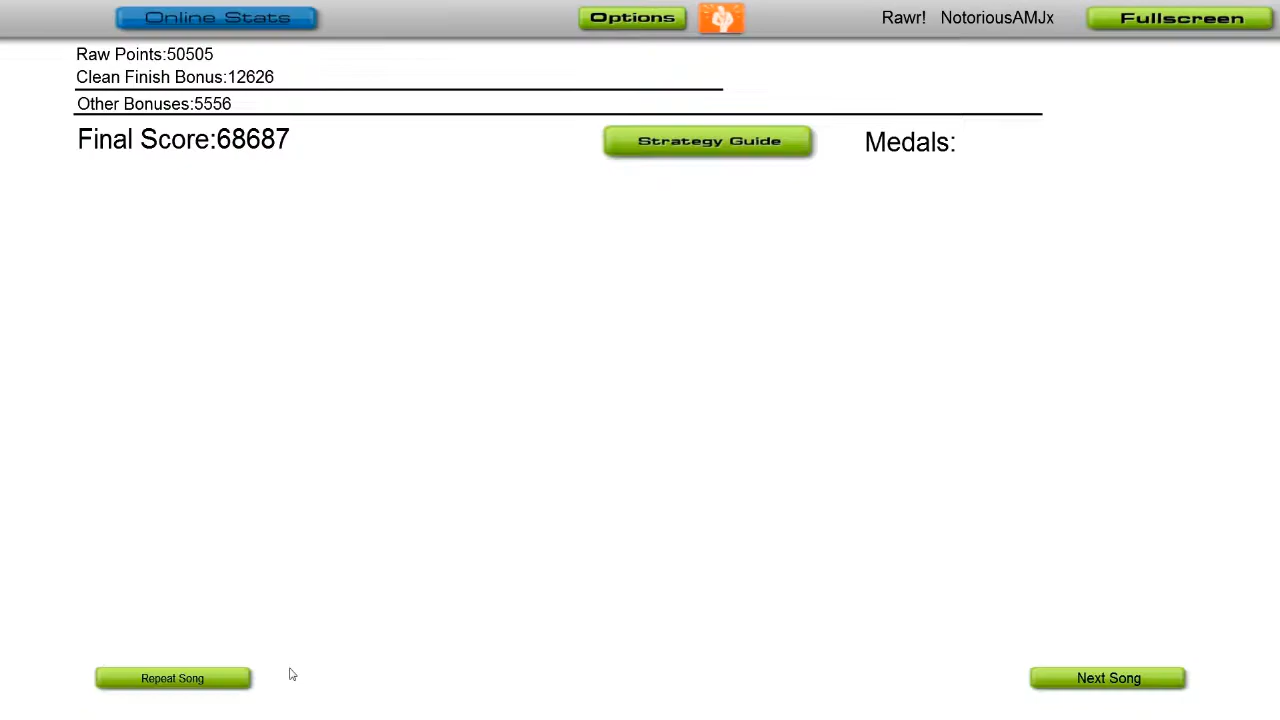 Online Stats
Options
Rawr! NotoriousAMJx
Fullscreen
Raw Points:50505
Clean Finish Bonus:12626
Other Bonuses:5556
Final Score:68687
Strategy Guide
Medals:
Repeat Song
Next Song